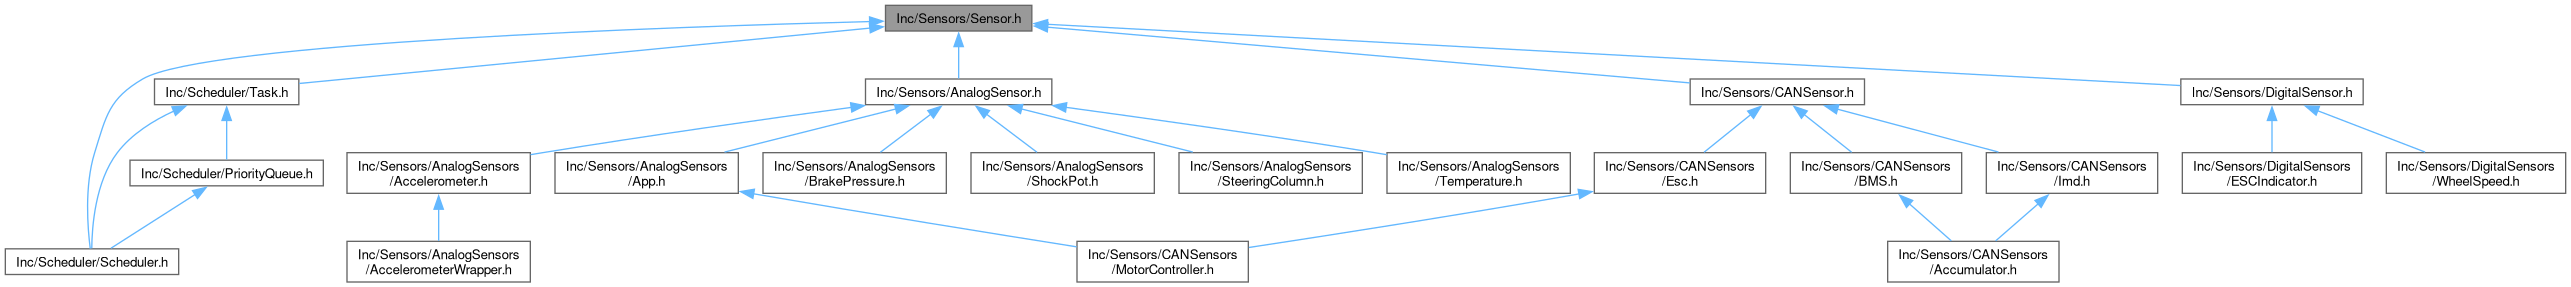 Inc/Sensors/Sensor.h
Inc/Scheduler/Task.h
Inc/Sensors/AnalogSensor.h
Inc/Sensors/CANSensor.h
Inc/Sensors/DigitalSensor.h
Inc/Scheduler/PriorityQueue.h
Inc/Sensors/AnalogSensors
/Accelerometer.h
Inc/Sensors/AnalogSensors
/App.h
Inc/Sensors/AnalogSensors
/BrakePressure.h
Inc/Sensors/AnalogSensors
/ShockPot.h
Inc/Sensors/AnalogSensors
/SteeringColumn.h
Inc/Sensors/AnalogSensors
/Temperature.h
Inc/Sensors/CANSensors
/Esc.h
Inc/Sensors/CANSensors
/BMS.h
Inc/Sensors/CANSensors
/Imd.h
Inc/Sensors/DigitalSensors
/ESCIndicator.h
Inc/Sensors/DigitalSensors
/WheelSpeed.h
Inc/Scheduler/Scheduler.h
Inc/Sensors/AnalogSensors
/AccelerometerWrapper.h
Inc/Sensors/CANSensors
/MotorController.h
Inc/Sensors/CANSensors
/Accumulator.h